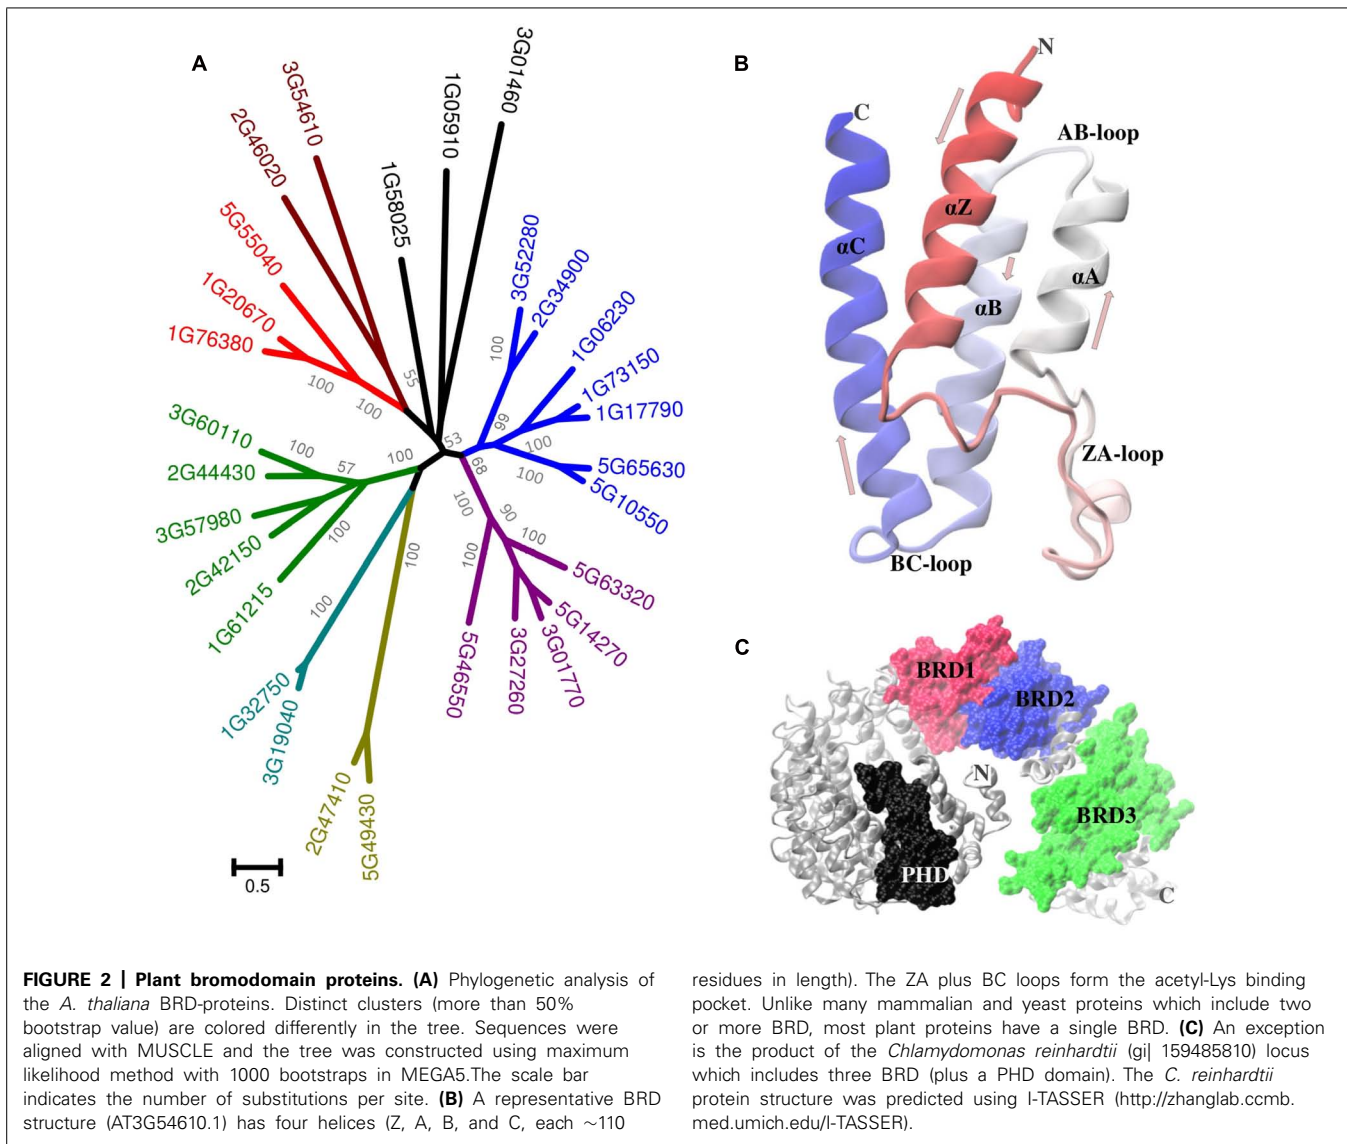 A
3G54610
2G46020
5G55040
1G20670
1G76380
1G58025
1G05910
3G01460
3G52280
2G34900
1G06230
1G73150
1G17790
5G65630
5G10550
5G63320
5G14270
3G01770
3G27260
5G46550
3G60110
2G44430
3G57980
2G42150
1G61215
1G32750
3G19040
2G47410
5G49430
55
100
100
100
99
100
100
53
68
100
90
100
100
100
57
100
100
100
100
0.5
B
N
C
AB-loop
αZ
αC
αA
αB
ZA-loop
BC-loop
C
BRD1
BRD2
N
BRD3
PHD
C
FIGURE 2 | Plant bromodomain proteins. (A) Phylogenetic analysis of
the A. thaliana BRD-proteins. Distinct clusters (more than 50%
bootstrap value) are colored differently in the tree. Sequences were
aligned with MUSCLE and the tree was constructed using maximum
likelihood method with 1000 bootstraps in MEGA5.The scale bar
indicates the number of substitutions per site. (B) A representative BRD
structure (AT3G54610.1) has four helices (Z, A, B, and C, each ~110
residues in length). The ZA plus BC loops form the acetyl-Lys binding
pocket. Unlike many mammalian and yeast proteins which include two
or more BRD, most plant proteins have a single BRD. (C) An exception
is the product of the Chlamydomonas reinhardtii (gi| 159485810) locus
which includes three BRD (plus a PHD domain). The C. reinhardtii
protein structure was predicted using I-TASSER (http://zhanglab.ccmb.
med.umich.edu/I-TASSER).